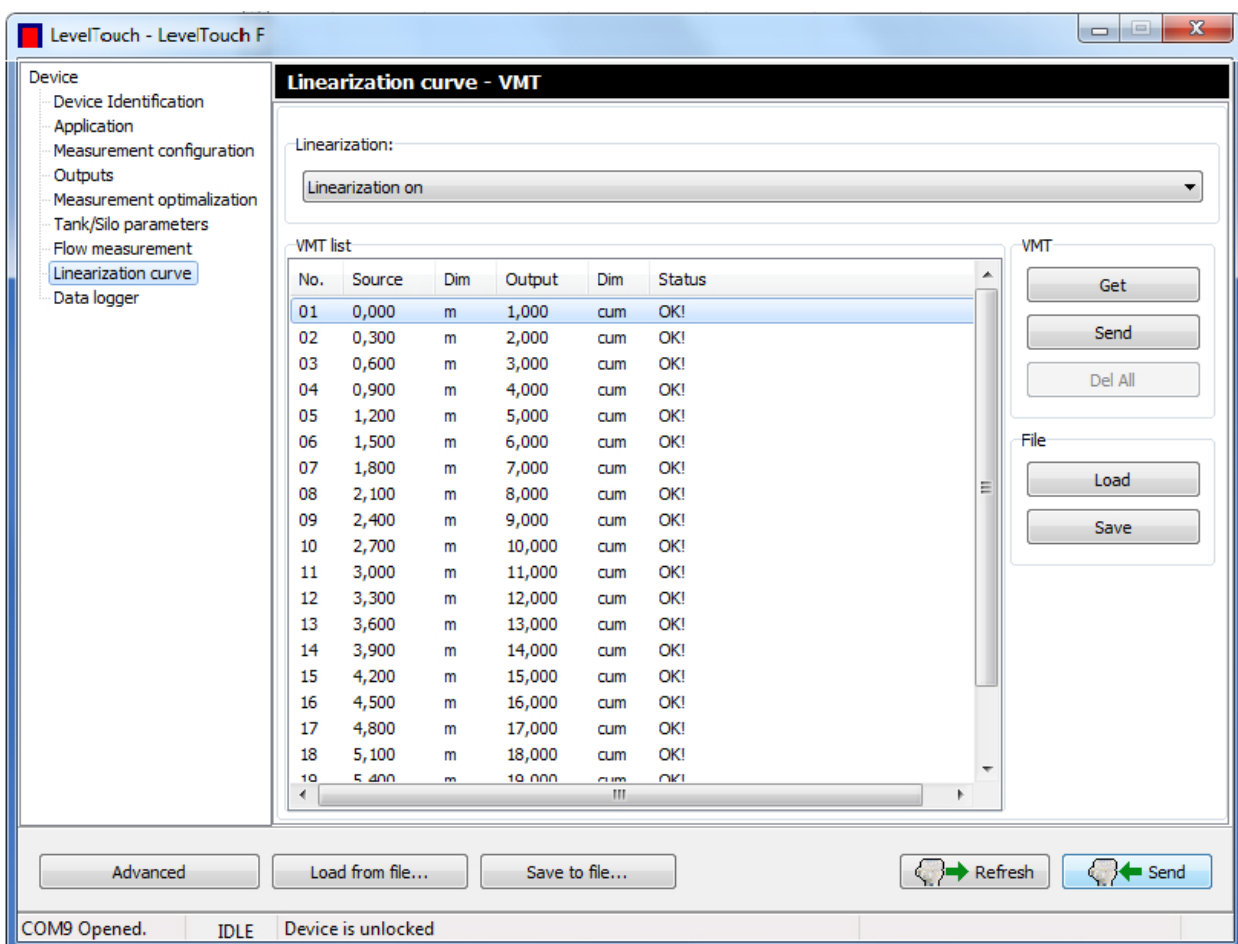 LevelTouch - LevelTouch F
Device
Device Identification
Application
Measurement configuration
Outputs
Measurement optimalization
Tank/Silo parameters
Flow measurement
Linearization curve
Data logger
Linearization curve - VMT
Linearization:
Linearization on
VMT list
No. Source Dim Output Dim Status
01 0,000 m 1,000 cum OK!
02 0,300 m 2,000 cum OK!
03 0,600 m 3,000 cum OK!
04 0,900 m 4,000 cum OK!
05 1,200 m 5,000 cum OK!
06 1,500 m 6,000 cum OK!
07 1,800 m 7,000 cum OK!
08 2,100 m 8,000 cum OK!
09 2,400 m 9,000 cum OK!
10 2,700 m 10,000 cum OK!
11 3,000 m 11,000 cum OK!
12 3,300 m 12,000 cum OK!
13 3,600 m 13,000 cum OK!
14 3,900 m 14,000 cum OK!
15 4,200 m 15,000 cum OK!
16 4,500 m 16,000 cum OK!
17 4,800 m 17,000 cum OK!
18 5,100 m 18,000 cum OK!
19 5,400 m 19,000 cum OK!
VMT
Get
Send
Del All
File
Load
Save
Advanced
Load from file...
Save to file...
Refresh
Send
COM9 Opened.
IDLE
Device is unlocked